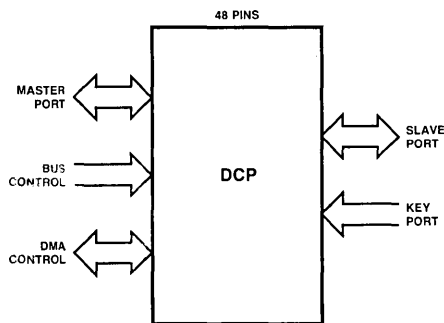 48 PINS
MASTER
PORT
BUS
CONTROL
DMA
CONTROL
DCP
SLAVE
PORT
KEY
PORT